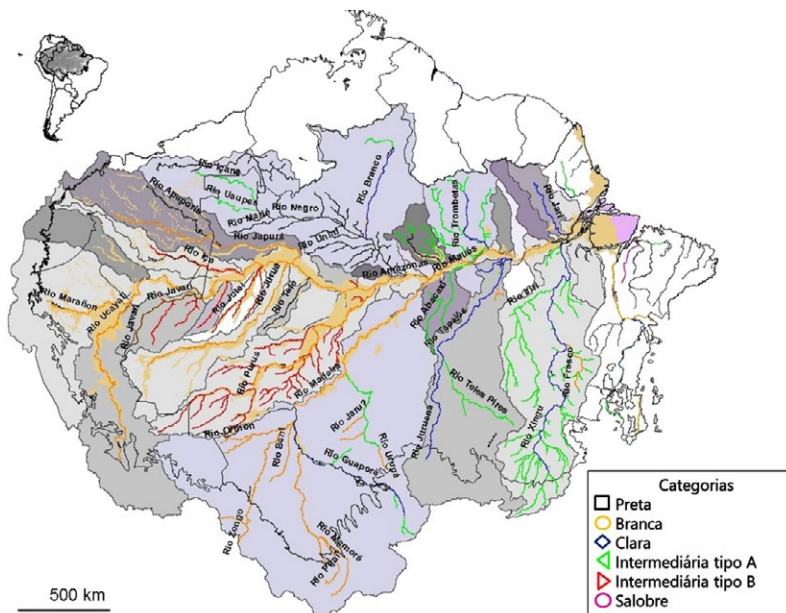 Rio Içana
Rio Uaupes
Rio Apaporis
Rio Marié
Rio Negro
Rio Branco
Rio Trombetas
Rio Jari
Rio Japurá
Rio Unini
Rio Içá
Rio Amazonas
Rio Maués
Rio Marañon
Rio Ucayali
Rio Javari
Rio Javari
Rio Jutaí
Rio Juruá
Rio Tefé
Rio Abacaxi
Rio Tapajós
Rio Iriri
Rio Purus
Rio Madeira
Rio Fresco
Rio Teles Pires
Rio Xingu
Rio Orthon
Rio Jaru?
Rio Urupá
Rio Juruena
Rio Beni
Rio Guaporé
Rio Zongo
Rio Mamoré
500 km
Categorias
Preta
Branca
Clara
Intermediária tipo A
Intermediária tipo B
Salobre